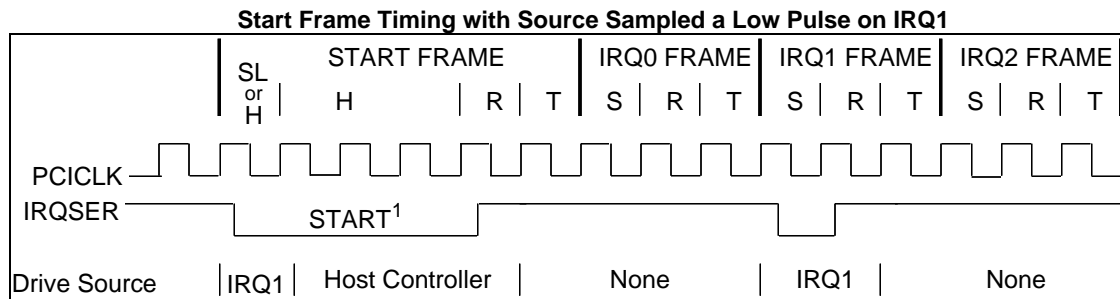 Start Frame Timing with Source Sampled a Low Pulse on IRQ1
SL or H
START FRAME
IRQ0 FRAME
IRQ1 FRAME
IRQ2 FRAME
H R T S R T S R T S R T
PCICLK
IRQSER
START1
Drive Source IRQ1 Host Controller None IRQ1 None